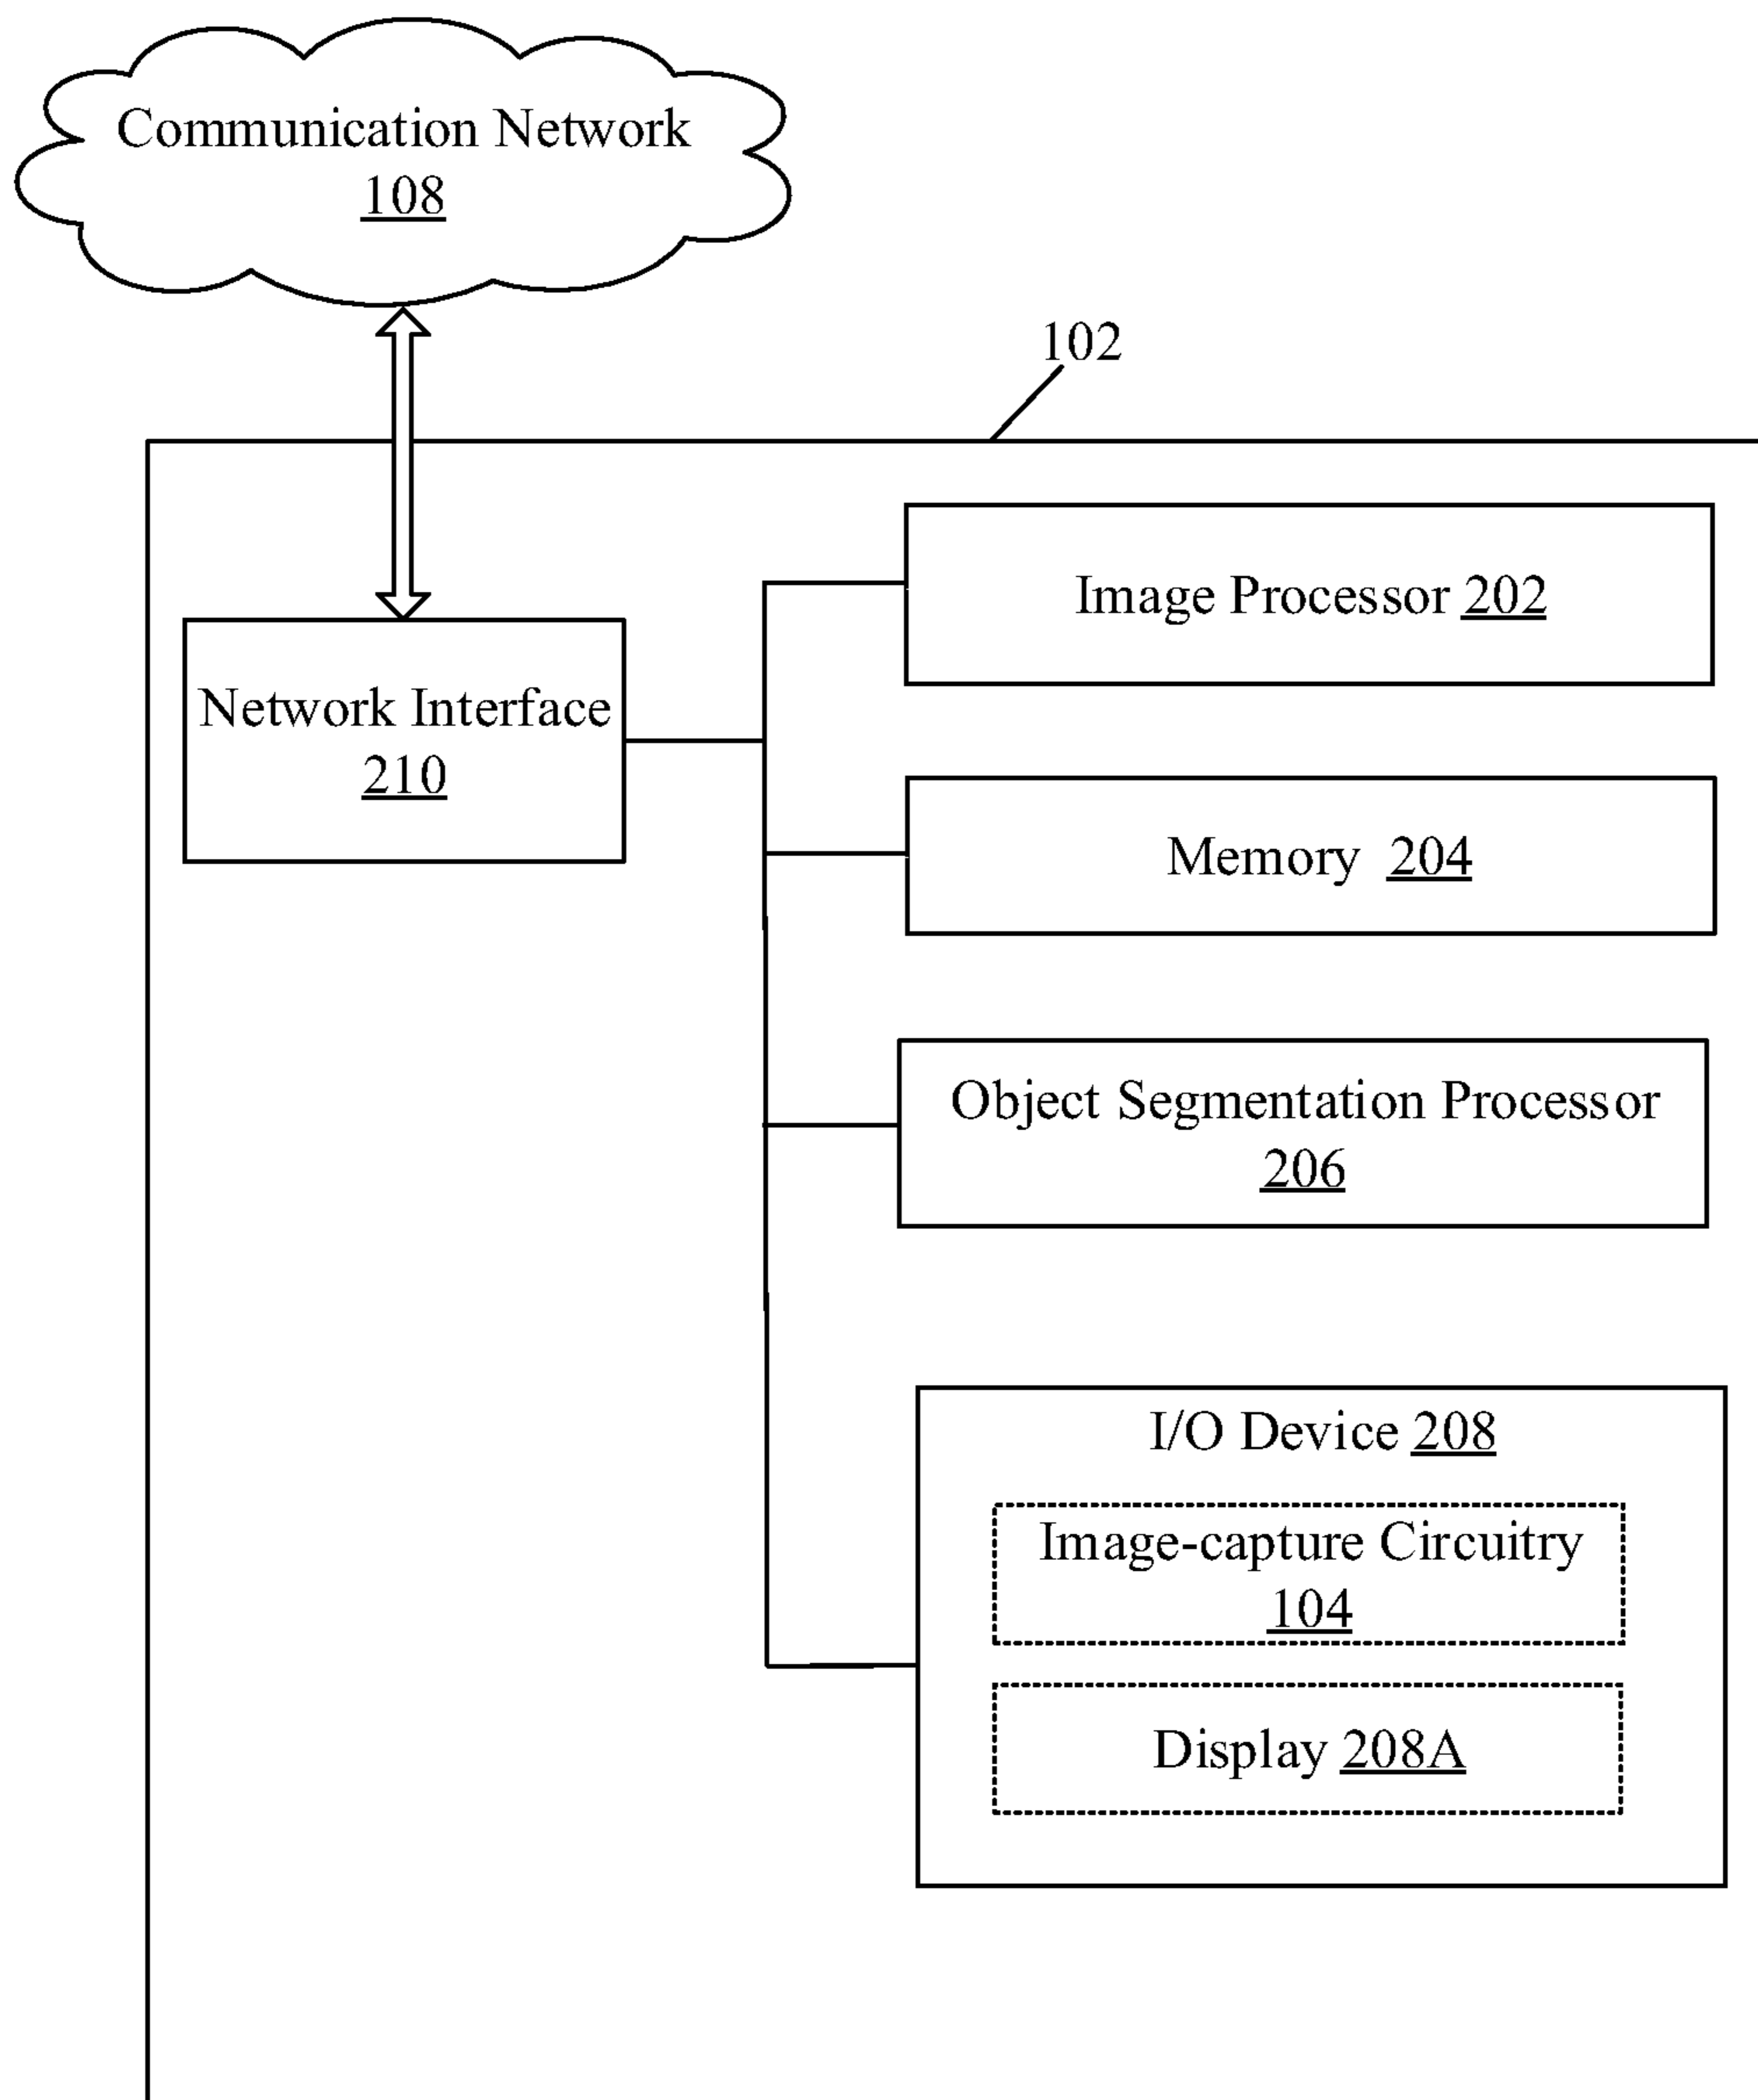 Communication Network
108
102
Network Interface
210
Image Processor 202
Memory 204
Object Segmentation Processor
206
I/O Device 208
Image-capture Circuitry
104
Display 208A